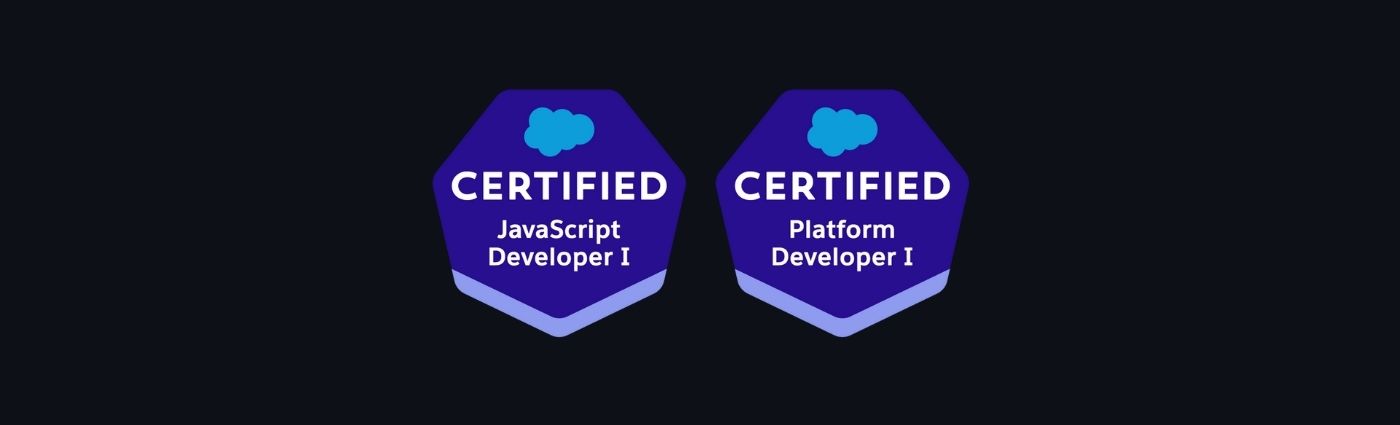 CERTIFIED
JavaScript
Developer I
CERTIFIED
Platform
Developer I